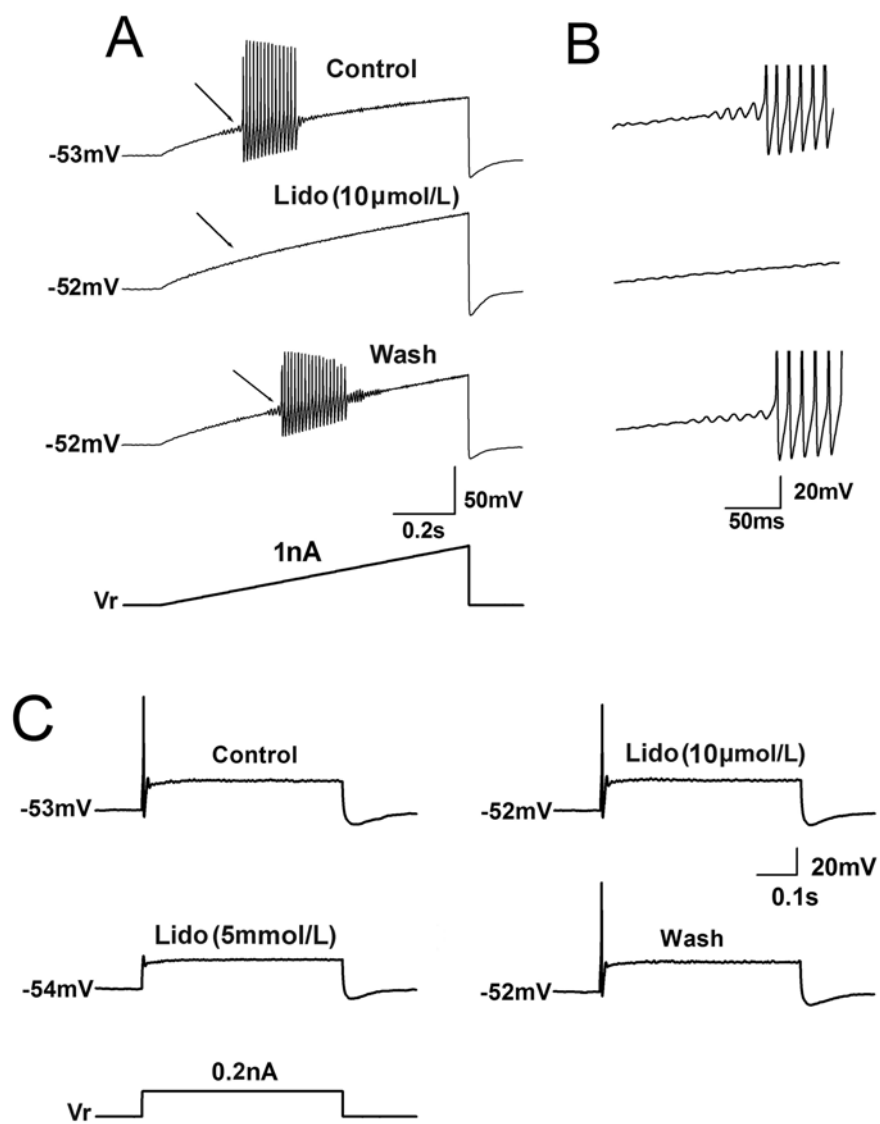 A
B
Control
-53mV
Lido (10μmol/L)
-52mV
Wash
-52mV
50mV
0.2s
20mV
50ms
1nA
Vr
C
Control
Lido (10μmol/L)
-53mV
-52mV
20mV
0.1s
Lido (5mmol/L)
Wash
-54mV
-52mV
0.2nA
Vr